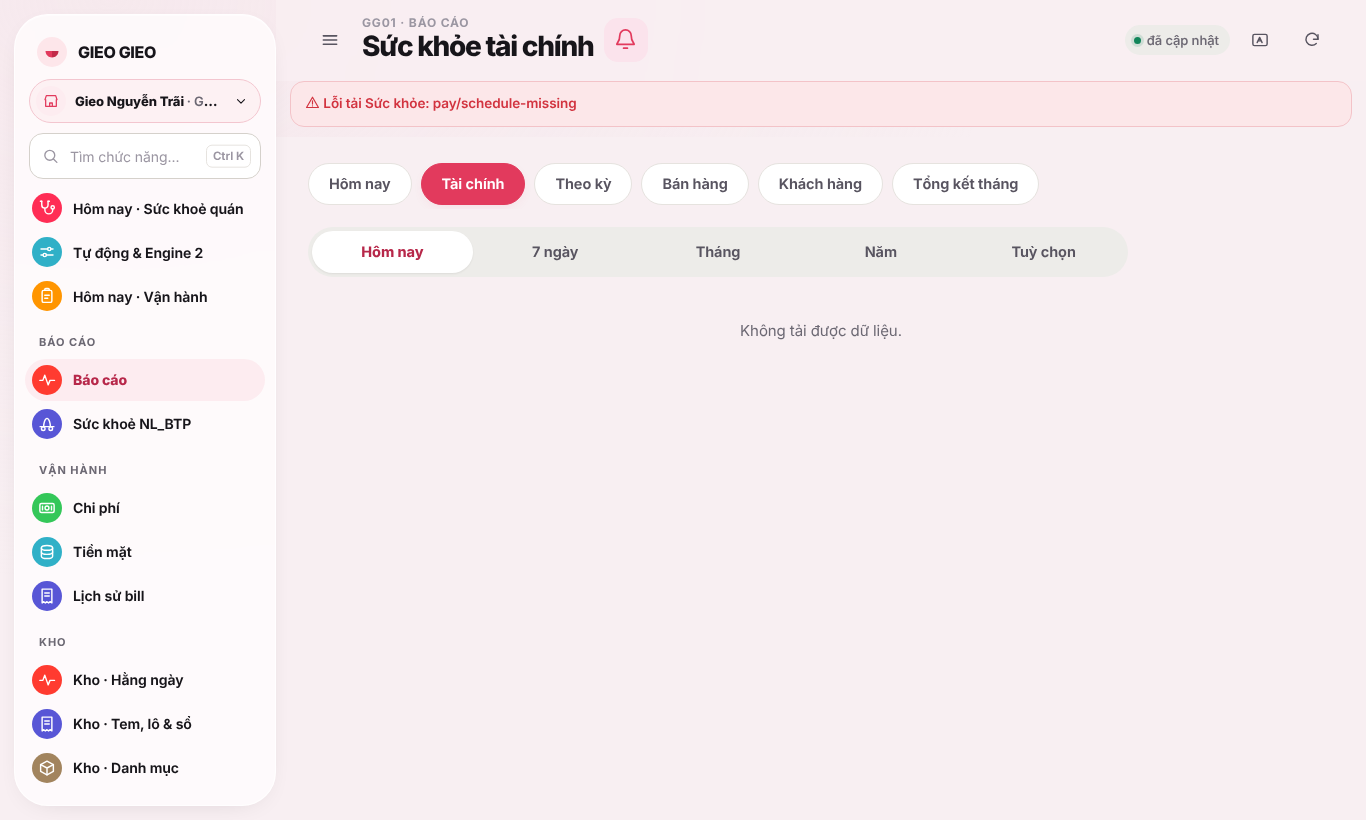 GIEO GIEO
Gieo Nguyễn Trãi · G...
Tìm chức năng... Ctrl K
Hôm nay · Sức khoẻ quán
Tự động & Engine 2
Hôm nay · Vận hành
BÁO CÁO
Báo cáo
Sức khoẻ NL_BTP
VẬN HÀNH
Chi phí
Tiền mặt
Lịch sử bill
KHO
Kho · Hằng ngày
Kho · Tem, lô & sổ
Kho · Danh mục
GG01 · BÁO CÁO
Sức khỏe tài chính
đã cập nhật
⚠ Lỗi tải Sức khỏe: pay/schedule-missing
Hôm nay Tài chính Theo kỳ Bán hàng Khách hàng Tổng kết tháng
Hôm nay 7 ngày Tháng Năm Tuỳ chọn
Không tải được dữ liệu.